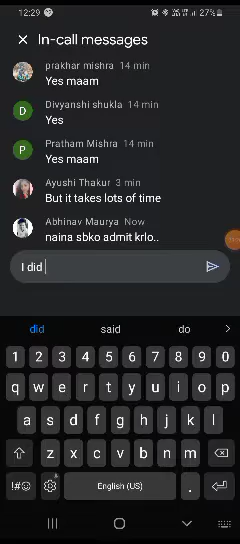 12:29 27%
× In-call messages
prakhar mishra 14 min
Yes maam
D Divyanshi shukla 14 min
Yes
P Pratham Mishra 14 min
Yes maam
Ayushi Thakur 3 min
But it takes lots of time
Abhinav Maurya Now
naina sbko admit krlo..
I did
did said do
1 2 3 4 5 6 7 8 9 0
q w e r t y u i o p
a s d f g h j k l
z x c v b n m
!#☺ English (US) .